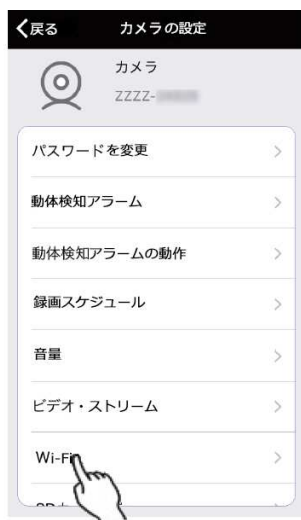 戻る カメラの設定
カメラ
ZZZZ-
パスワードを変更
動体検知アラーム
動体検知アラームの動作
録画スケジュール
音量
ビデオ・ストリーム
Wi-Fi